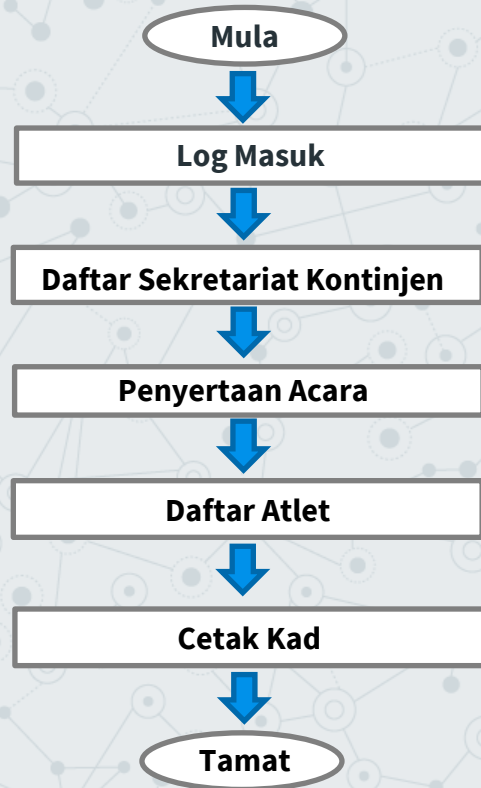 Mula
Log Masuk
Daftar Sekretariat Kontinjen
Penyertaan Acara
Daftar Atlet
Cetak Kad
Tamat